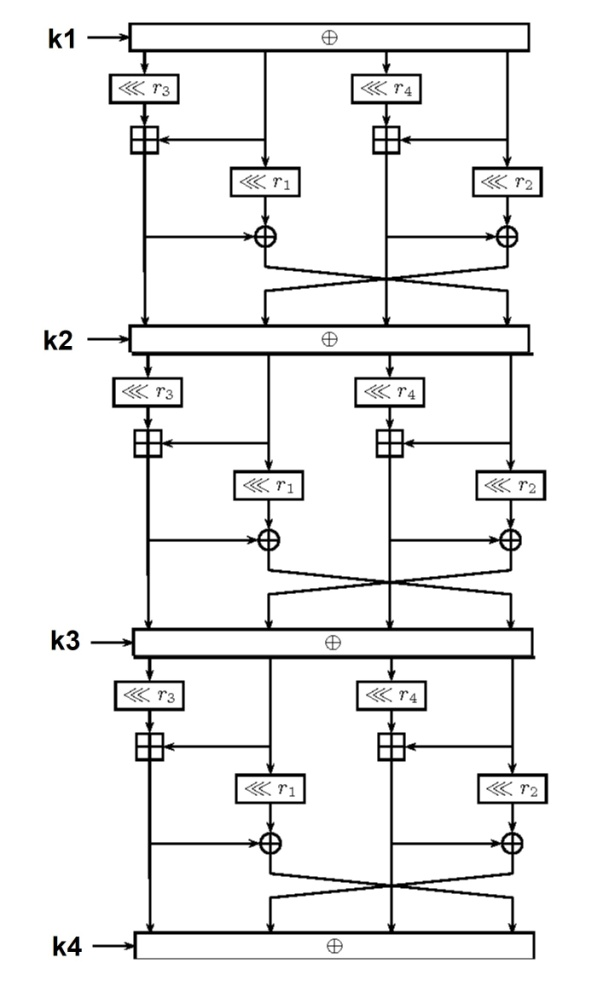 k1 ⊕
⋘ r₃ ⋘ r₄
⋘ r₁ ⋘ r₂
k2 ⊕
⋘ r₃ ⋘ r₄
⋘ r₁ ⋘ r₂
k3 ⊕
⋘ r₃ ⋘ r₄
⋘ r₁ ⋘ r₂
k4 ⊕